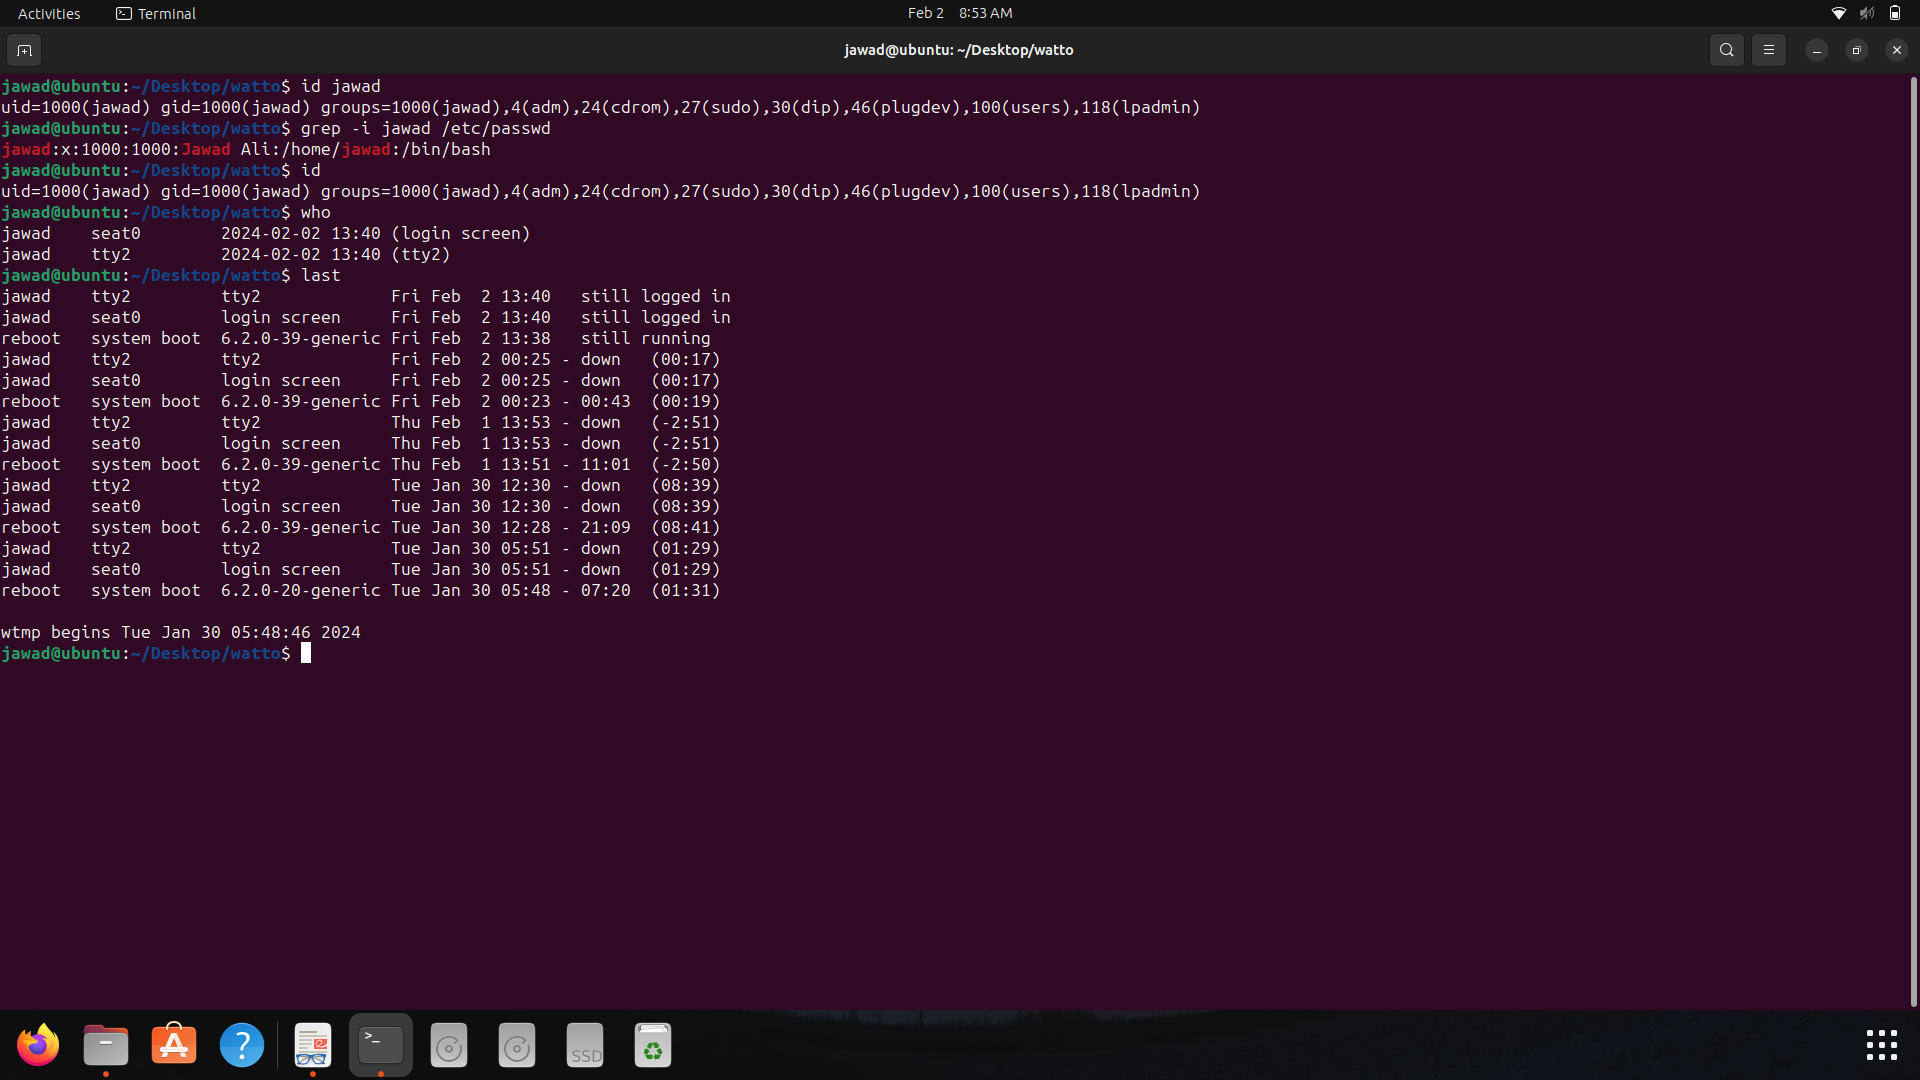 Activities Terminal Feb 2 8:53 AM
jawad@ubuntu: ~/Desktop/watto
jawad@ubuntu:~/Desktop/watto$ id jawad
uid=1000(jawad) gid=1000(jawad) groups=1000(jawad),4(adm),24(cdrom),27(sudo),30(dip),46(plugdev),100(users),118(lpadmin)
jawad@ubuntu:~/Desktop/watto$ grep -i jawad /etc/passwd
jawad:x:1000:1000:Jawad Ali:/home/jawad:/bin/bash
jawad@ubuntu:~/Desktop/watto$ id
uid=1000(jawad) gid=1000(jawad) groups=1000(jawad),4(adm),24(cdrom),27(sudo),30(dip),46(plugdev),100(users),118(lpadmin)
jawad@ubuntu:~/Desktop/watto$ who
jawad    seat0        2024-02-02 13:40 (login screen)
jawad    tty2         2024-02-02 13:40 (tty2)
jawad@ubuntu:~/Desktop/watto$ last
jawad    tty2         tty2             Fri Feb  2 13:40   still logged in
jawad    seat0        login screen     Fri Feb  2 13:40   still logged in
reboot   system boot  6.2.0-39-generic Fri Feb  2 13:38   still running
jawad    tty2         tty2             Fri Feb  2 00:25 - down   (00:17)
jawad    seat0        login screen     Fri Feb  2 00:25 - down   (00:17)
reboot   system boot  6.2.0-39-generic Fri Feb  2 00:23 - 00:43  (00:19)
jawad    tty2         tty2             Thu Feb  1 13:53 - down   (-2:51)
jawad    seat0        login screen     Thu Feb  1 13:53 - down   (-2:51)
reboot   system boot  6.2.0-39-generic Thu Feb  1 13:51 - 11:01  (-2:50)
jawad    tty2         tty2             Tue Jan 30 12:30 - down   (08:39)
jawad    seat0        login screen     Tue Jan 30 12:30 - down   (08:39)
reboot   system boot  6.2.0-39-generic Tue Jan 30 12:28 - 21:09  (08:41)
jawad    tty2         tty2             Tue Jan 30 05:51 - down   (01:29)
jawad    seat0        login screen     Tue Jan 30 05:51 - down   (01:29)
reboot   system boot  6.2.0-20-generic Tue Jan 30 05:48 - 07:20  (01:31)
wtmp begins Tue Jan 30 05:48:46 2024
jawad@ubuntu:~/Desktop/watto$
SSD